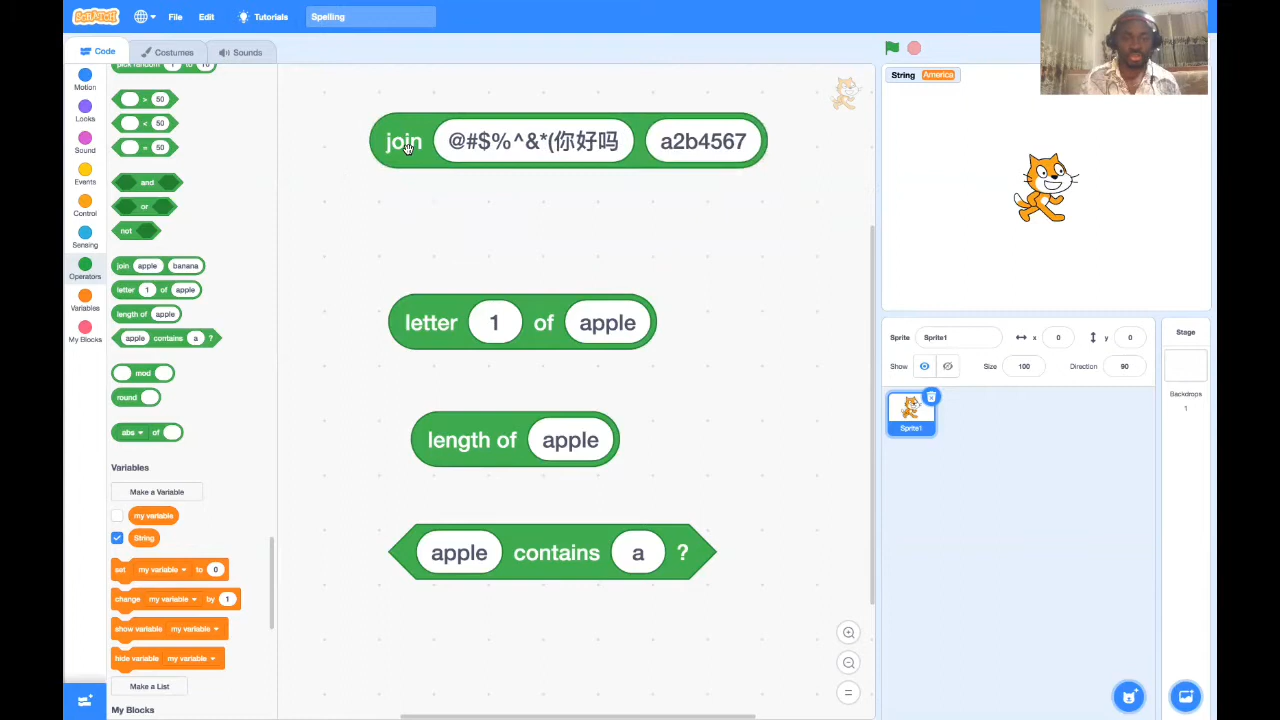 SCRATCH File Edit Tutorials Spelling
Code Costumes Sounds
Motion
Looks
Sound
Events
Control
Sensing
Operators
Variables
My Blocks
pick random 1 to 10
> 50
< 50
= 50
and
or
not
join apple banana
letter 1 of apple
length of apple
apple contains a ?
mod
round
abs of
Variables
Make a Variable
my variable
String
set my variable to 0
change my variable by 1
show variable my variable
hide variable my variable
Make a List
My Blocks
join @#$%^&*(你好吗 a2b4567
letter 1 of apple
length of apple
apple contains a ?
String America
Sprite Sprite1 x 0 y 0
Show Size 100 Direction 90
Sprite1
Stage
Backdrops
1